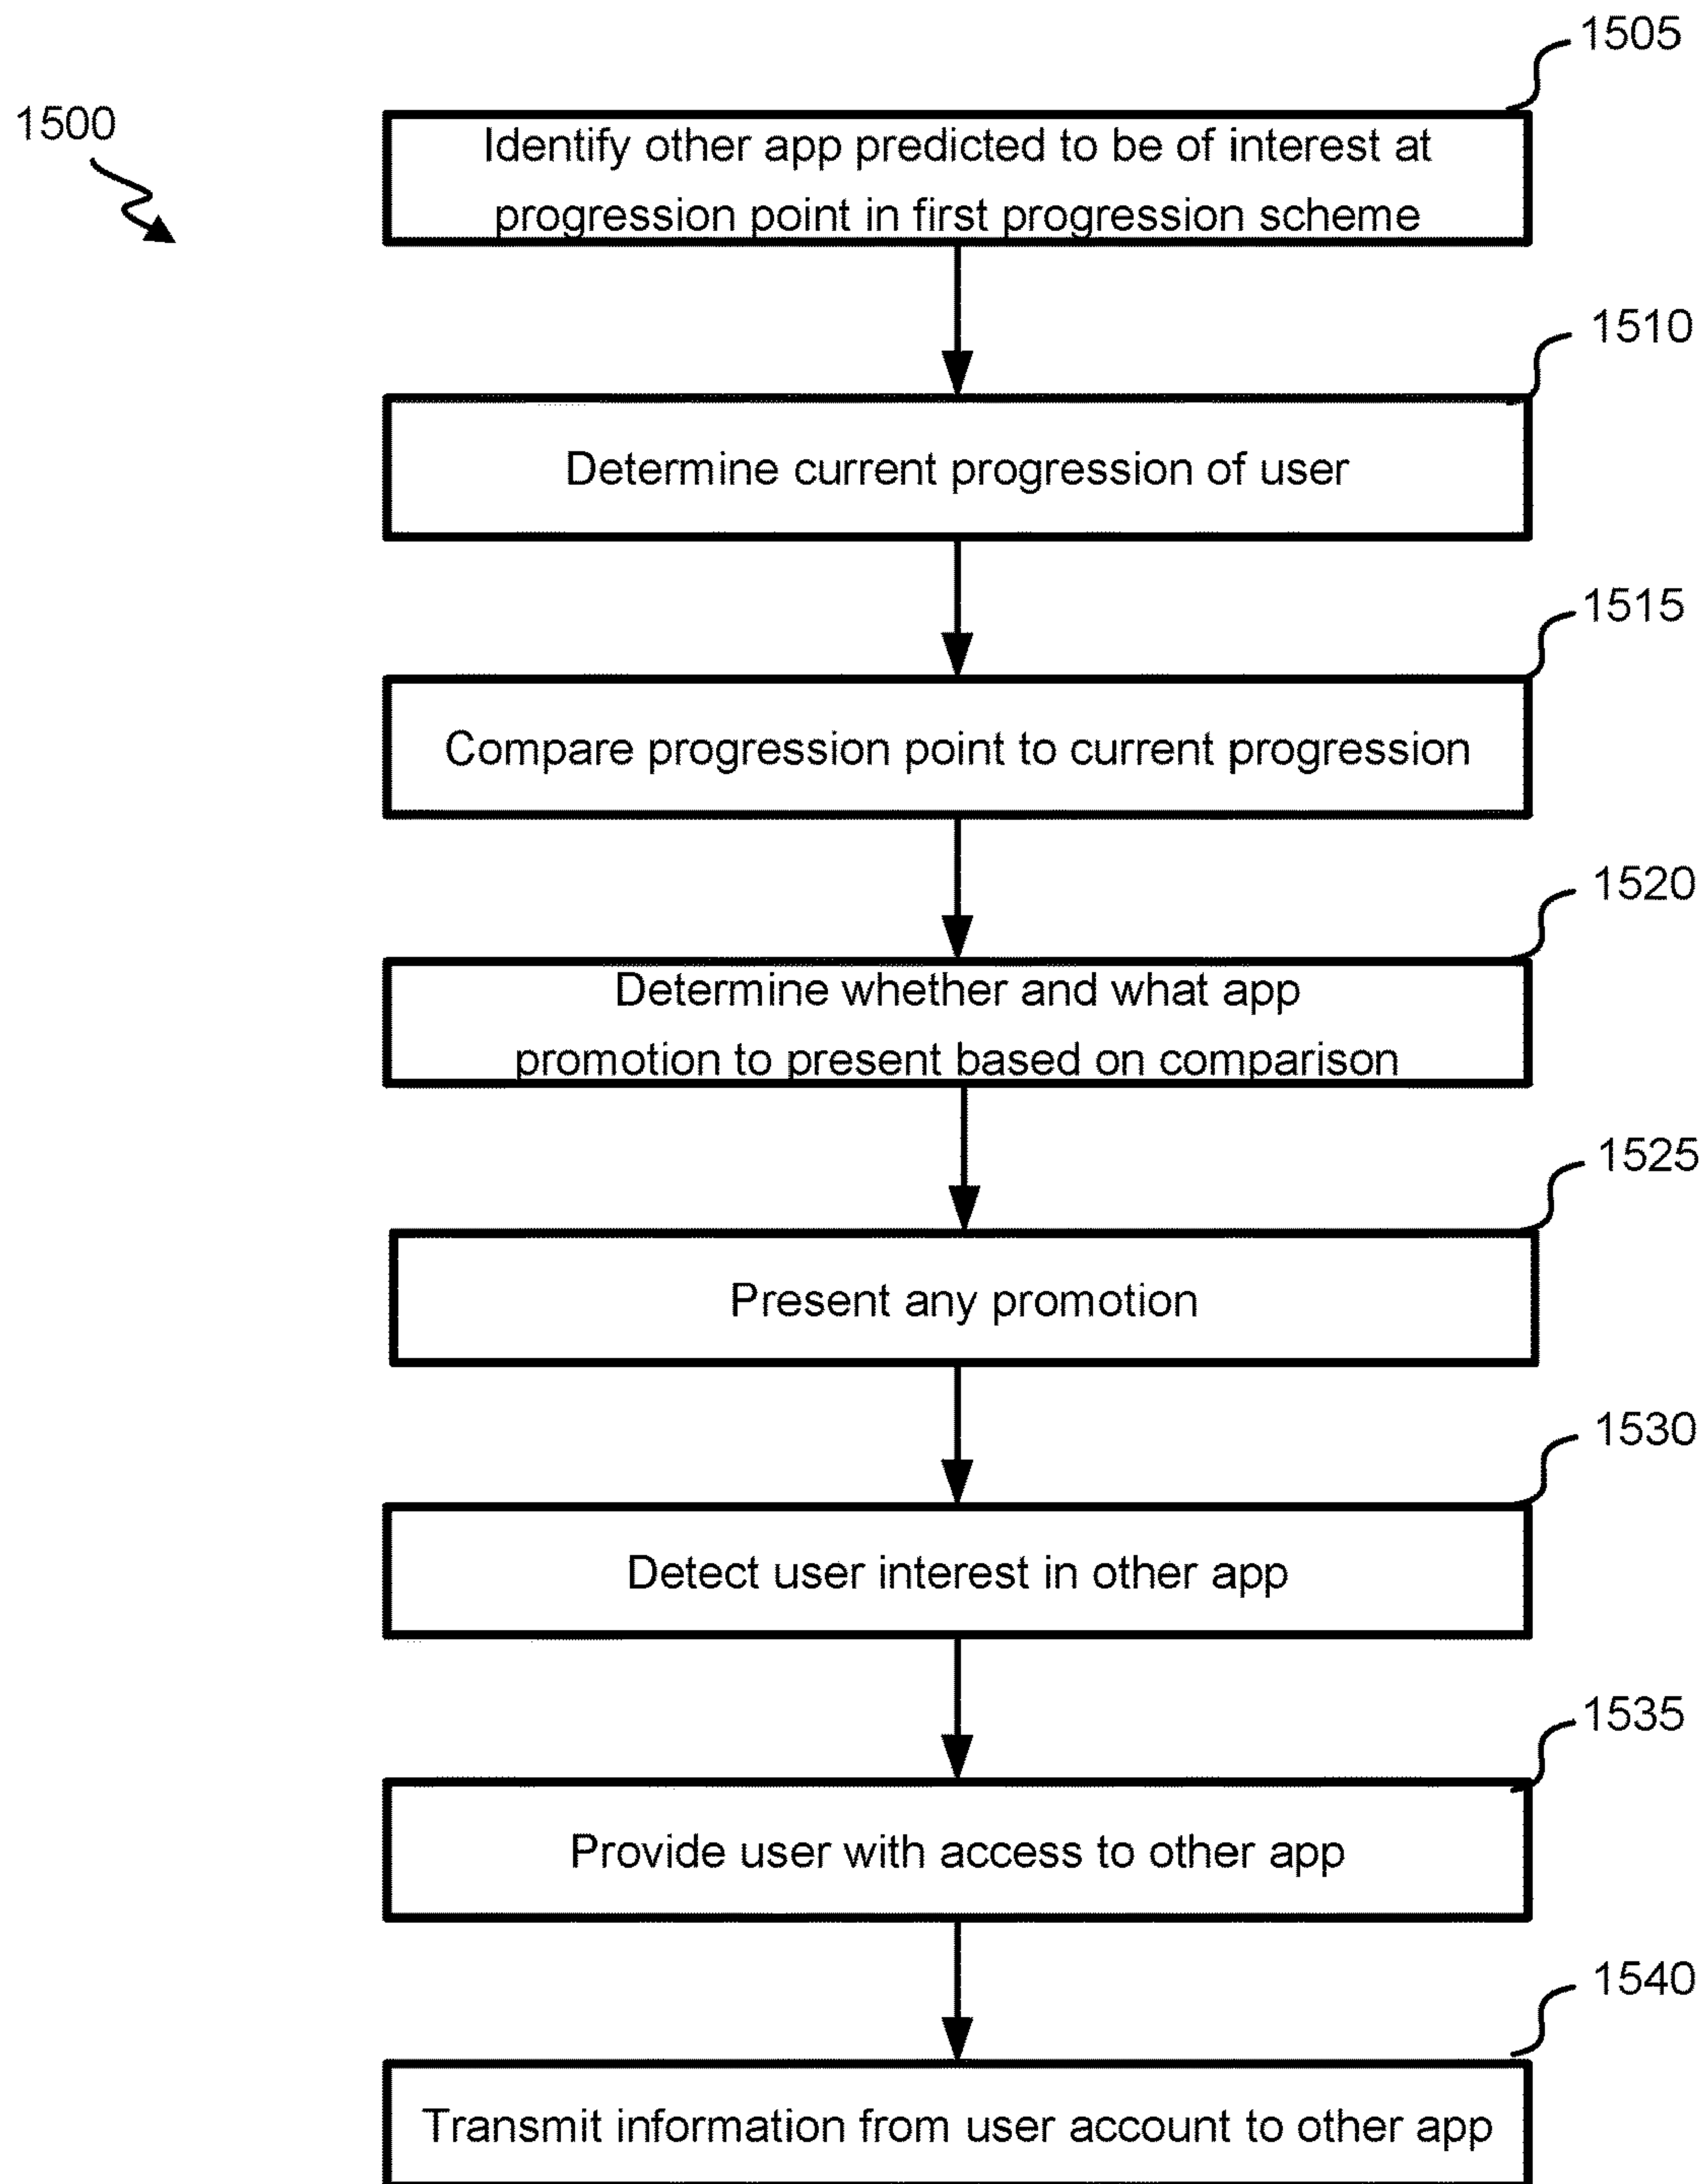 1505
1500
Identify other app predicted to be of interest at
progression point in first progression scheme
1510
Determine current progression of user
1515
Compare progression point to current progression
1520
Determine whether and what app
promotion to present based on comparison
1525
Present any promotion
1530
Detect user interest in other app
1535
Provide user with access to other app
1540
Transmit information from user account to other app